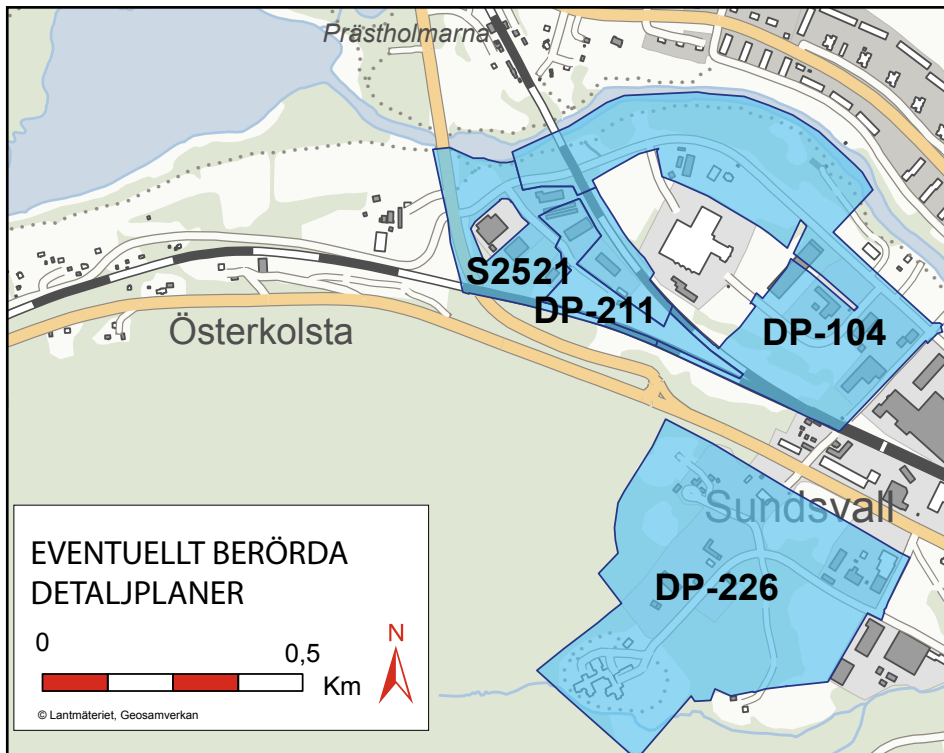 Prästholmarna
S2521
DP-211
DP-104
Österkolsta
Sundsvall
DP-226
EVENTUELLT BERÖRDA
DETALJPLANER
0 0,5
Km
N
© Lantmäteriet, Geosamverkan